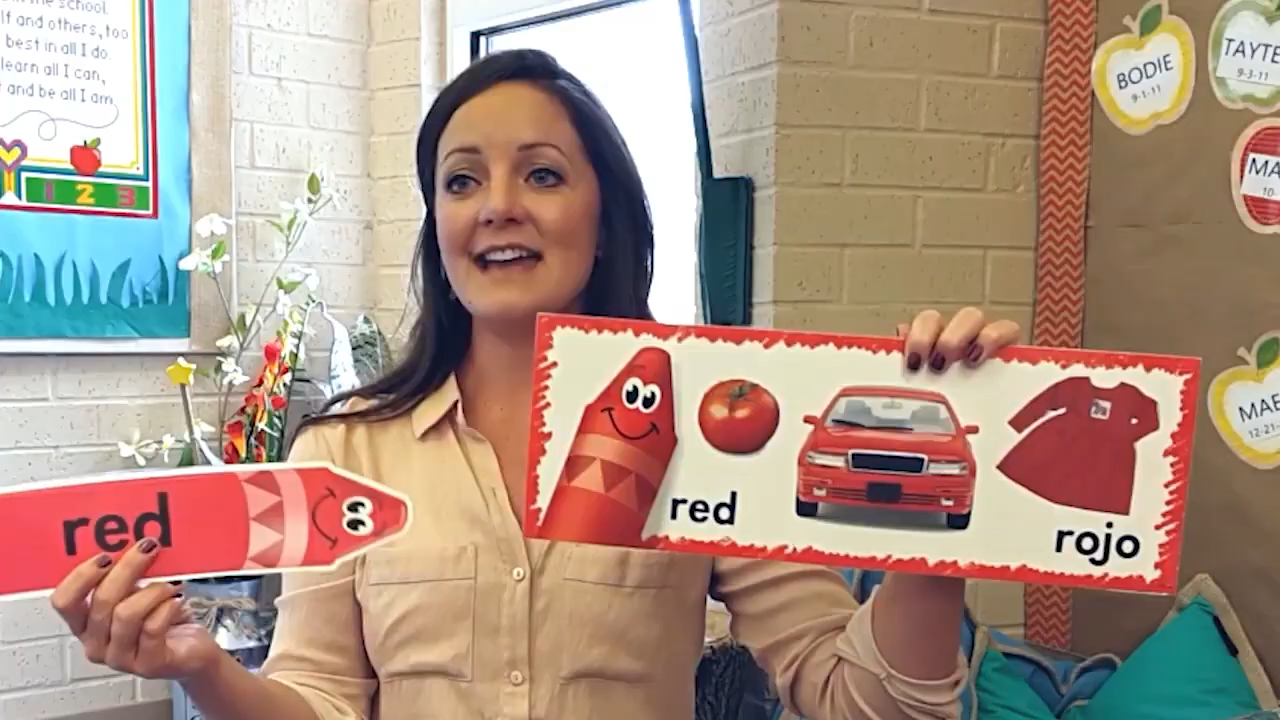 the school.
and others, too
best in all I do
learn all I can,
and be all I am
1 2 3
red
red
rojo
BODIE
9-1-11
TAYTE
9-3-11